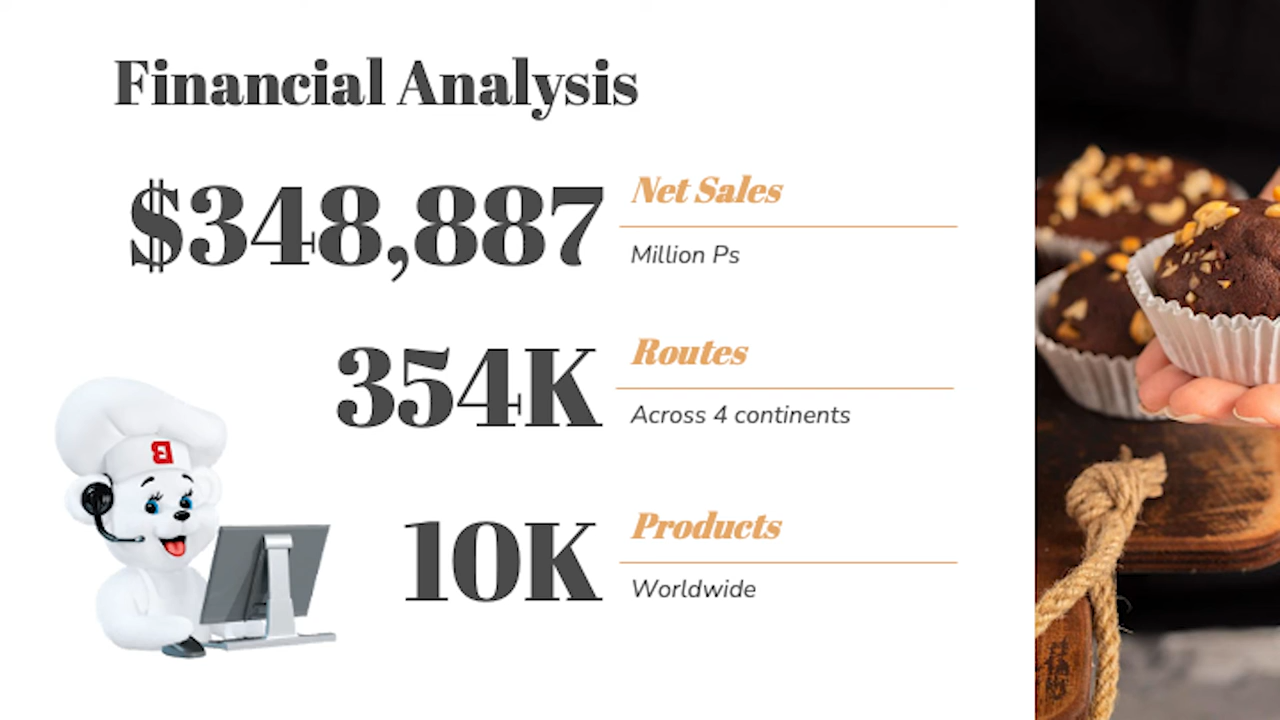 Financial Analysis
$348,887
Net Sales
Million Ps
354K
Routes
Across 4 continents
B
10K
Products
Worldwide